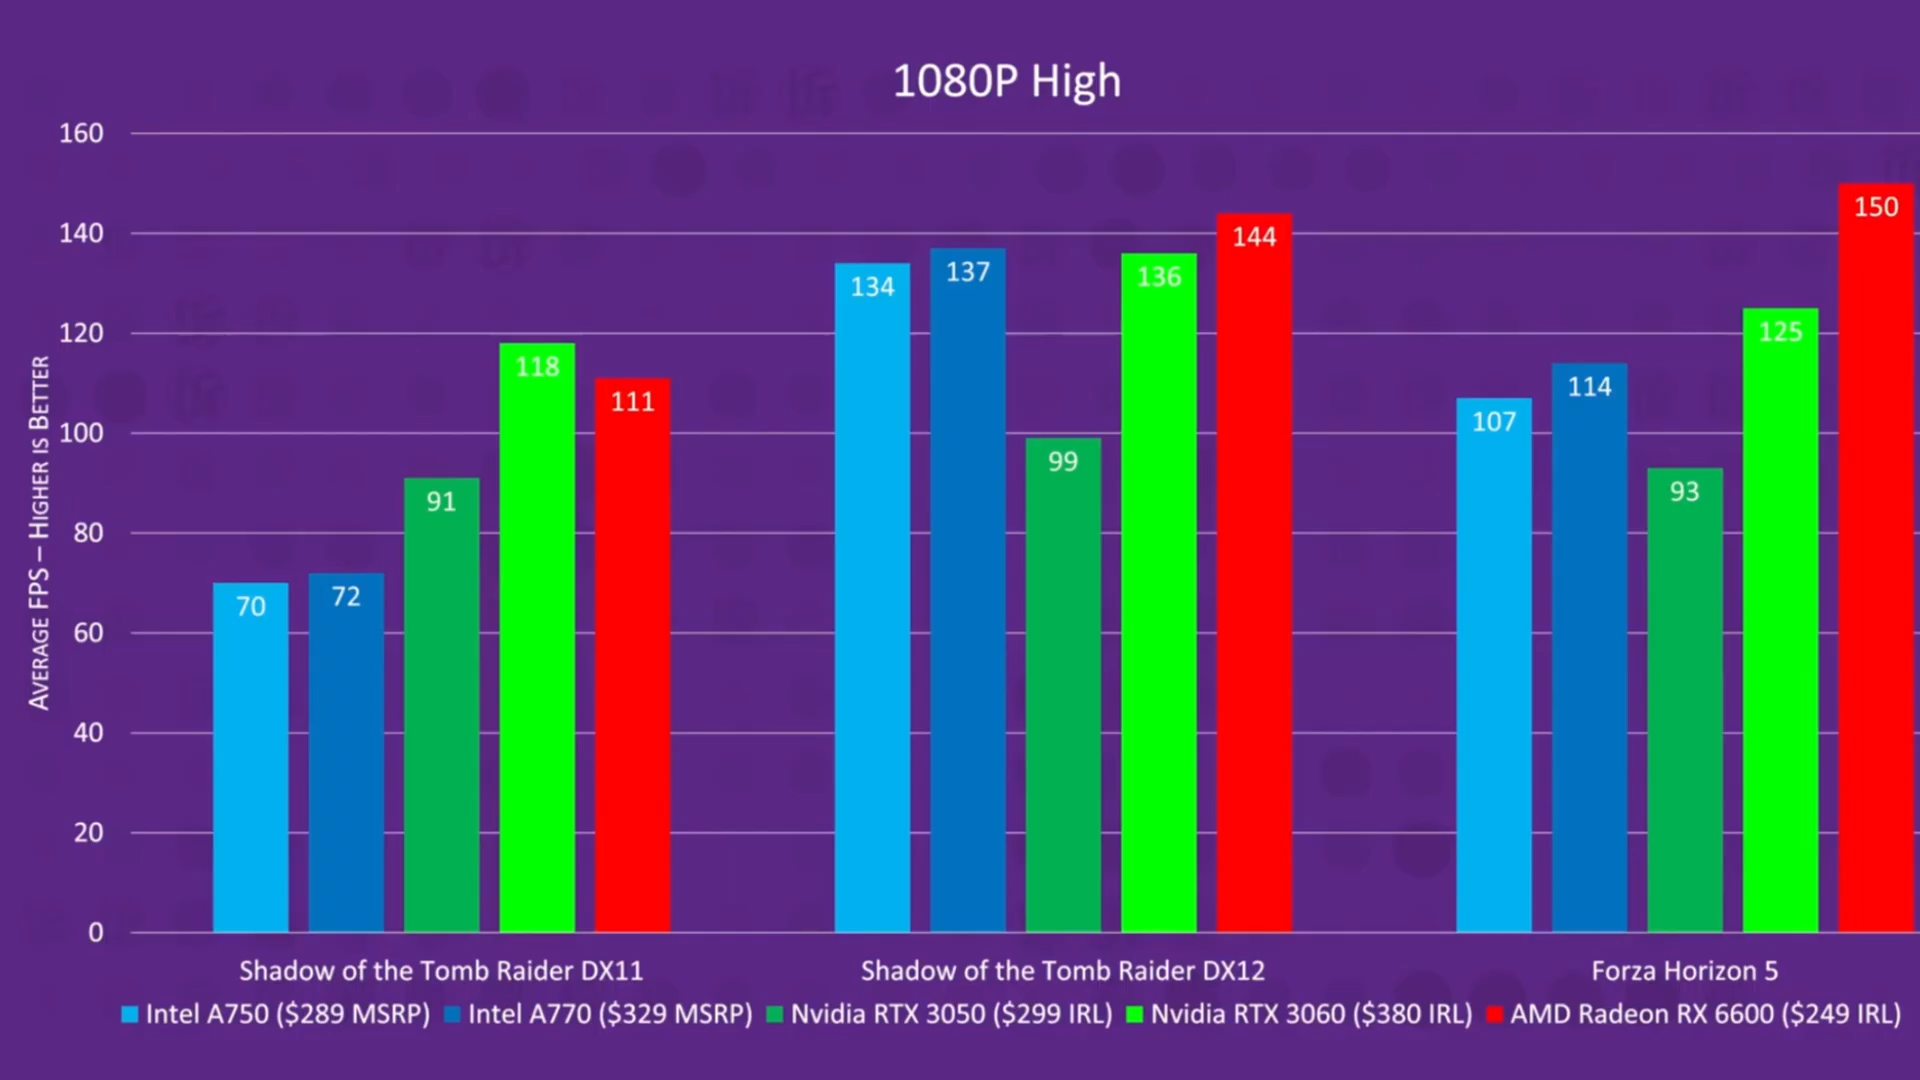 1080P High
160
140
120
100
80
60
40
20
0
AVERAGE FPS – HIGHER IS BETTER
70
72
91
118
111
134
137
99
136
144
107
114
93
125
150
Shadow of the Tomb Raider DX11
Shadow of the Tomb Raider DX12
Forza Horizon 5
Intel A750 ($289 MSRP)
Intel A770 ($329 MSRP)
Nvidia RTX 3050 ($299 IRL)
Nvidia RTX 3060 ($380 IRL)
AMD Radeon RX 6600 ($249 IRL)